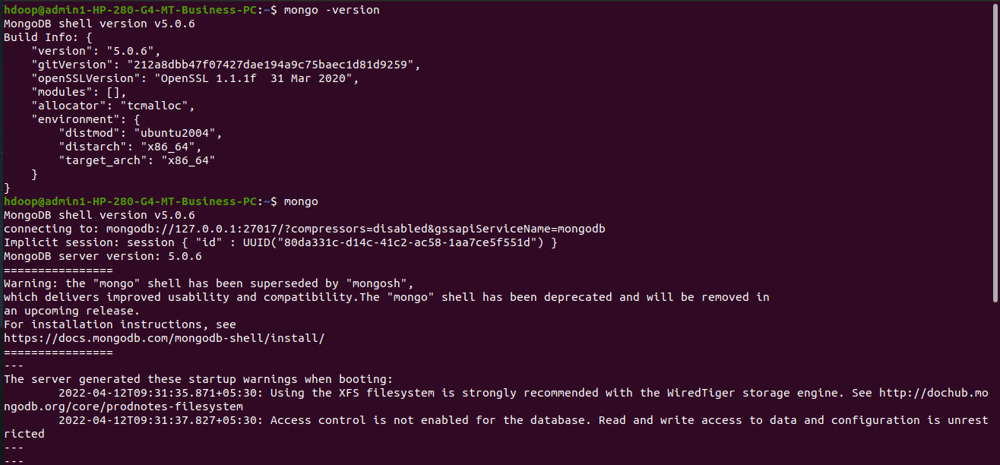 hdoop@admin1-HP-280-G4-MT-Business-PC:~$ mongo -version
MongoDB shell version v5.0.6
Build Info: {
    "version": "5.0.6",
    "gitVersion": "212a8dbb47f07427dae194a9c75baec1d81d9259",
    "openSSLVersion": "OpenSSL 1.1.1f  31 Mar 2020",
    "modules": [],
    "allocator": "tcmalloc",
    "environment": {
        "distmod": "ubuntu2004",
        "distarch": "x86_64",
        "target_arch": "x86_64"
    }
}
hdoop@admin1-HP-280-G4-MT-Business-PC:~$ mongo
MongoDB shell version v5.0.6
connecting to: mongodb://127.0.0.1:27017/?compressors=disabled&gssapiServiceName=mongodb
Implicit session: session { "id" : UUID("80da331c-d14c-41c2-ac58-1aa7ce5f551d") }
MongoDB server version: 5.0.6
================
Warning: the "mongo" shell has been superseded by "mongosh",
which delivers improved usability and compatibility.The "mongo" shell has been deprecated and will be removed in
an upcoming release.
For installation instructions, see
https://docs.mongodb.com/mongodb-shell/install/
================
---
The server generated these startup warnings when booting:
        2022-04-12T09:31:35.871+05:30: Using the XFS filesystem is strongly recommended with the WiredTiger storage engine. See http://dochub.mo
ngodb.org/core/prodnotes-filesystem
        2022-04-12T09:31:37.827+05:30: Access control is not enabled for the database. Read and write access to data and configuration is unrest
ricted
---
---